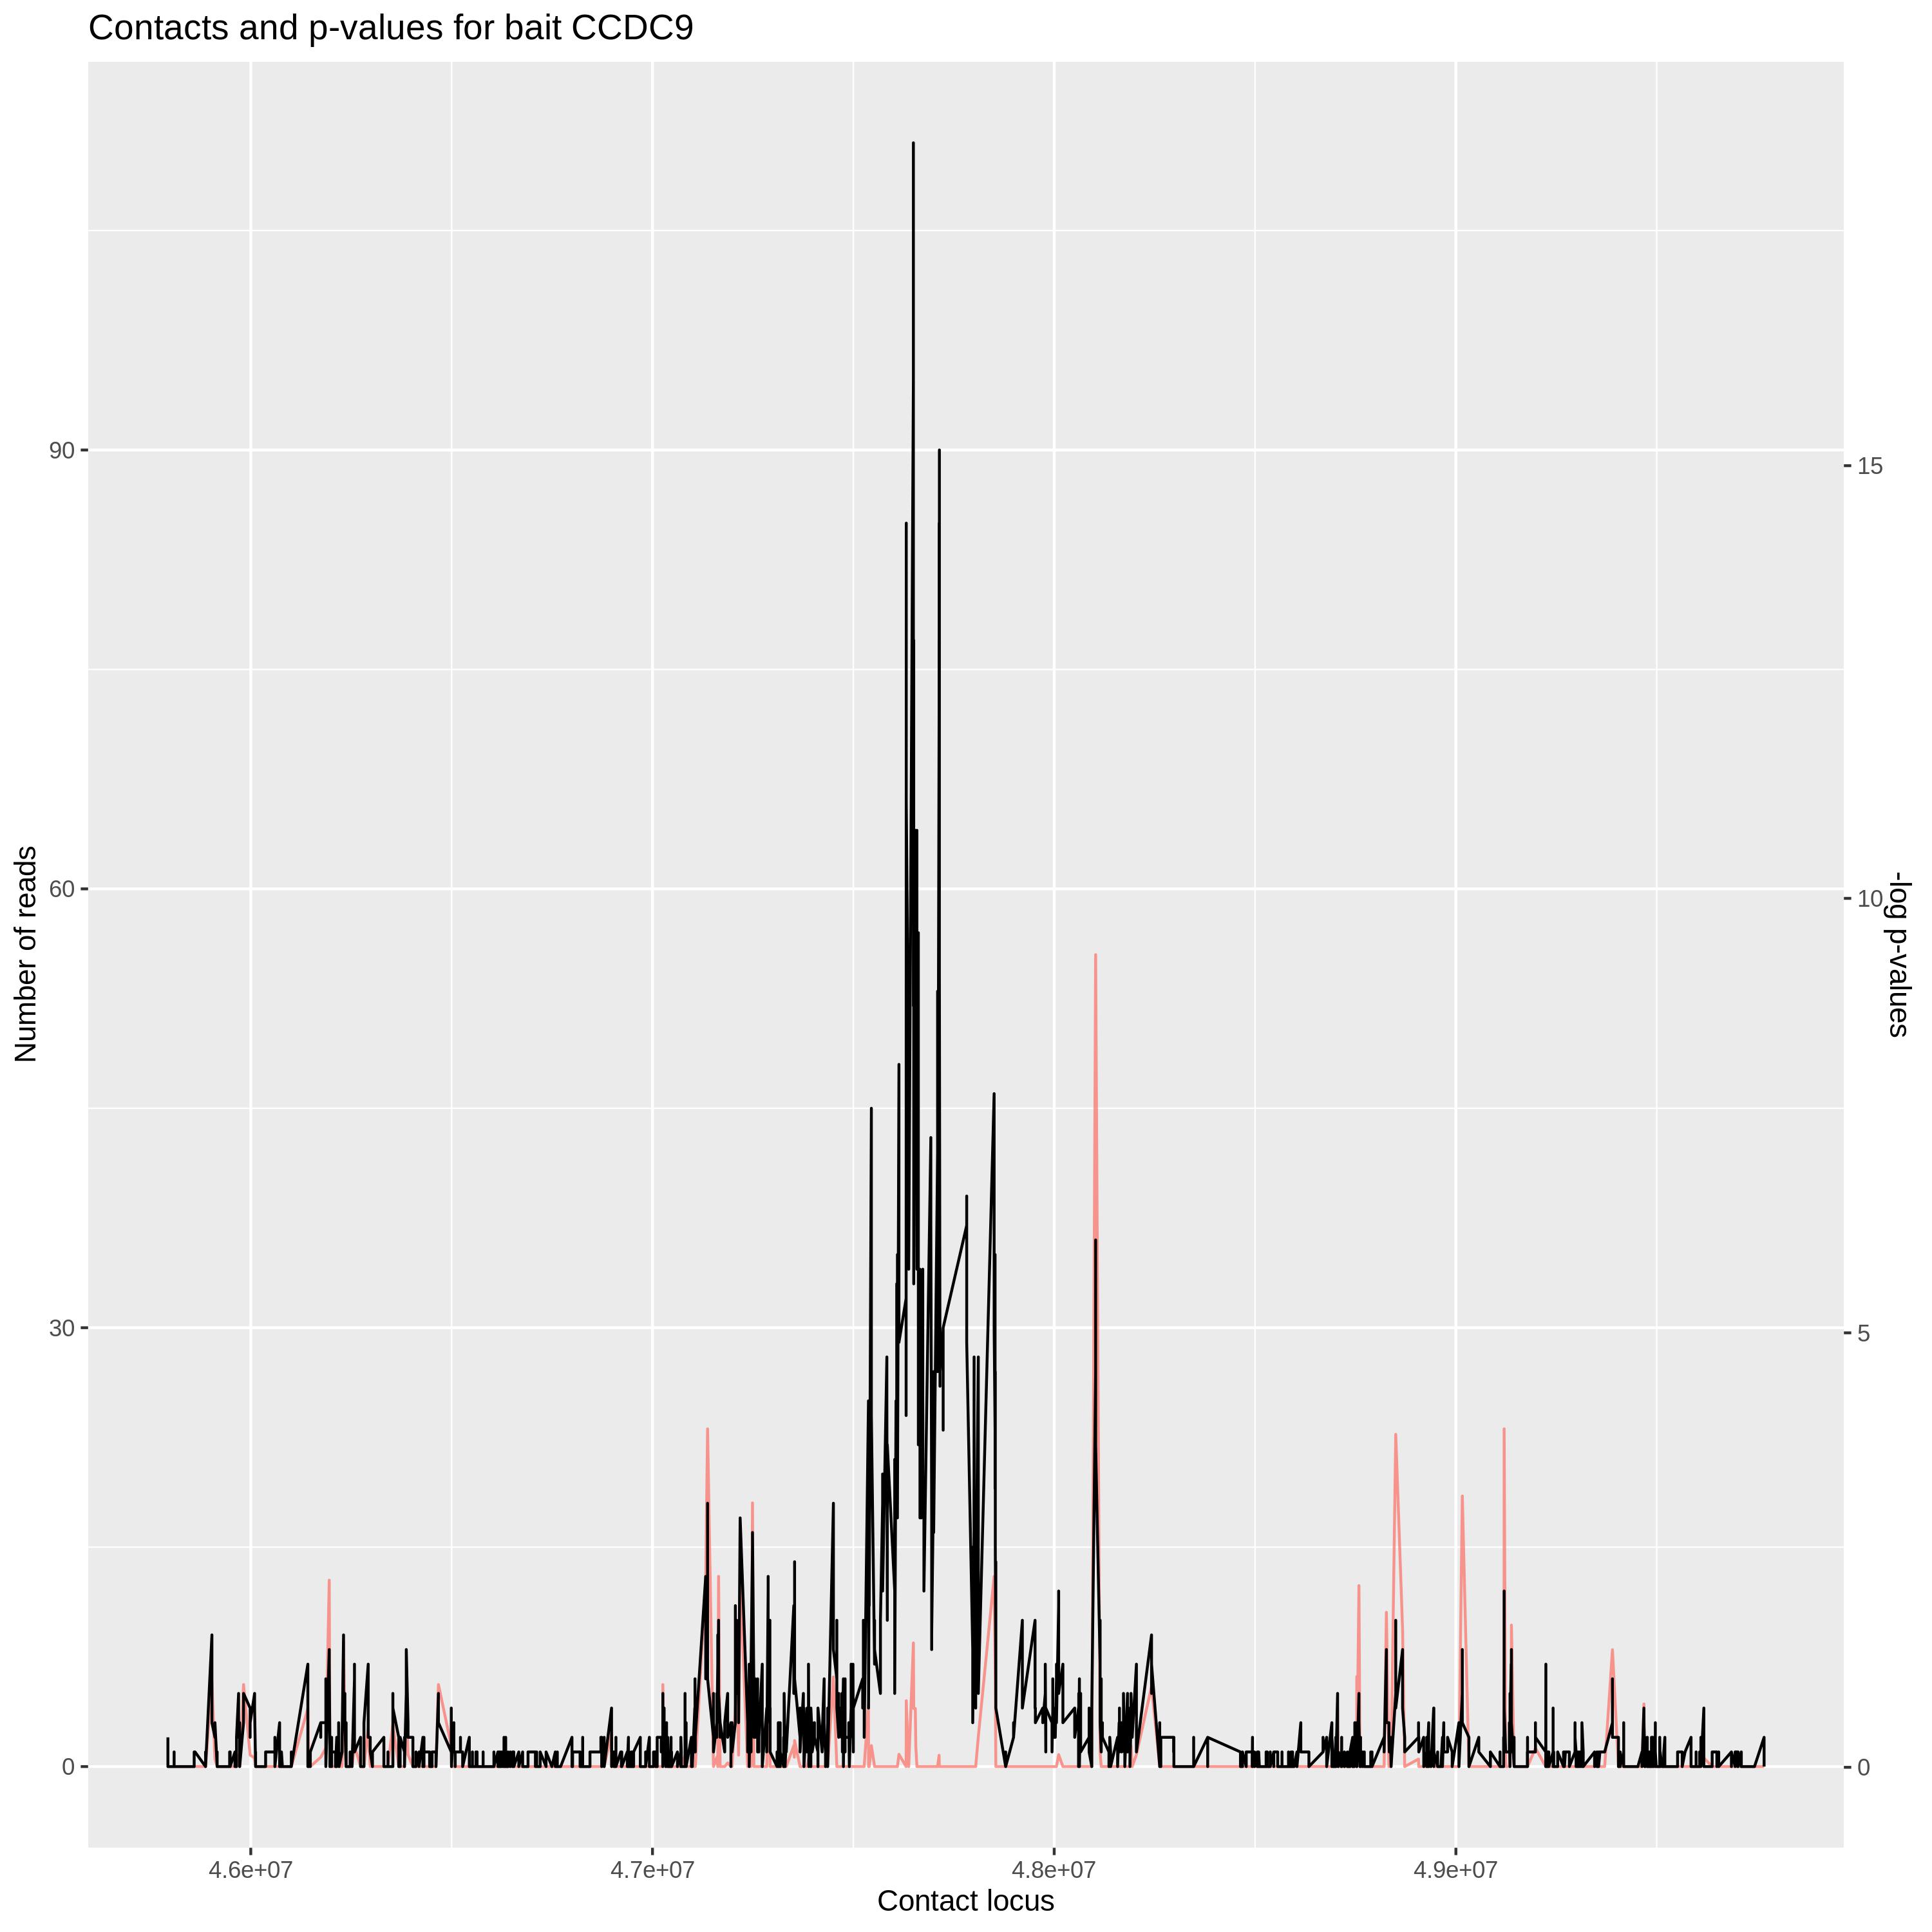 Contacts and p-values for bait CCDC9
Number of reads
90
60
30
0
15
10
5
0
-log p-values
4.6e+07
4.7e+07
4.8e+07
4.9e+07
Contact locus